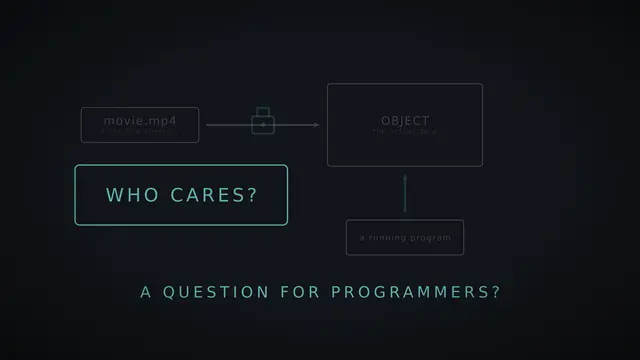 movie.mp4
OBJECT
WHO CARES?
a running program
A QUESTION FOR PROGRAMMERS?